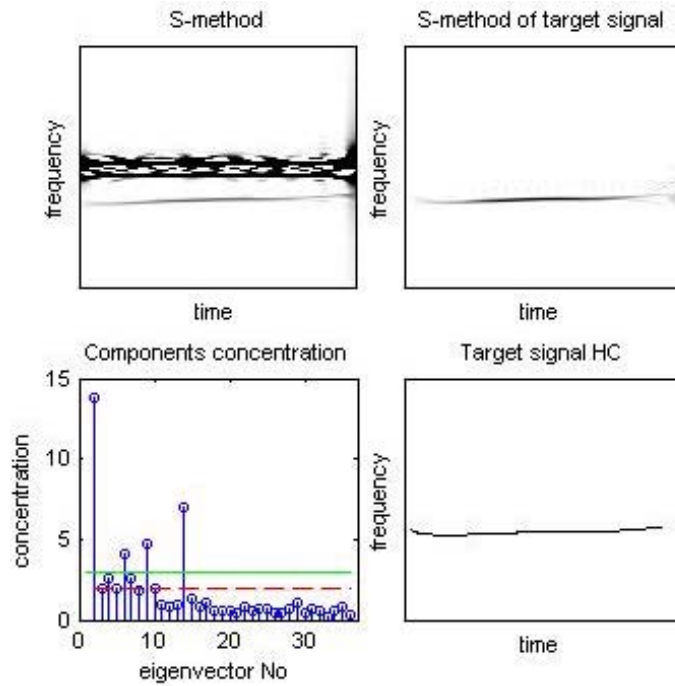 S-method
frequency
time
S-method of target signal
frequency
time
Components concentration
concentration
15
10
5
0
0 10 20 30
eigenvector No
Target signal HC
frequency
time